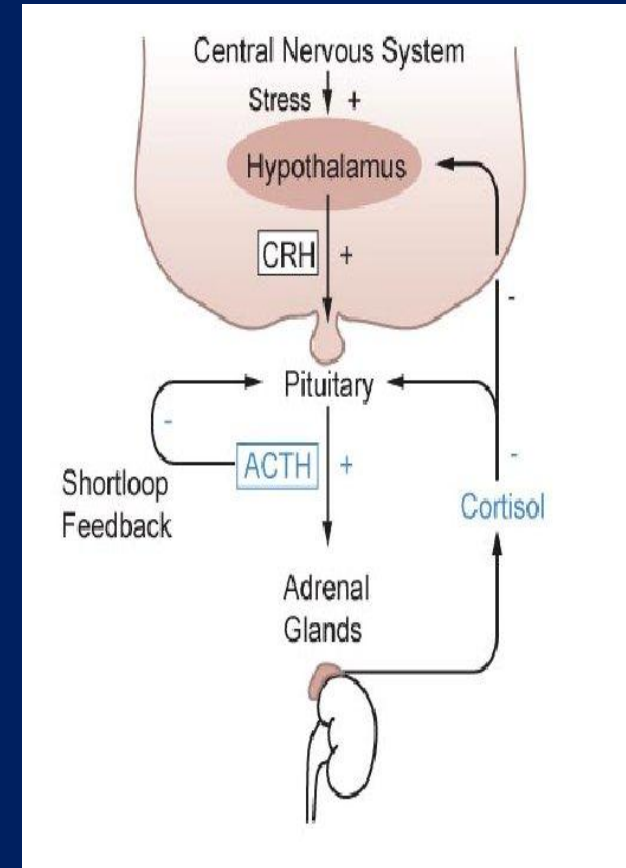 Central Nervous System
Stress +
Hypothalamus
CRH +
-
Pituitary
-
ACTH +
-
Shortloop
Feedback
Cortisol
Adrenal
Glands